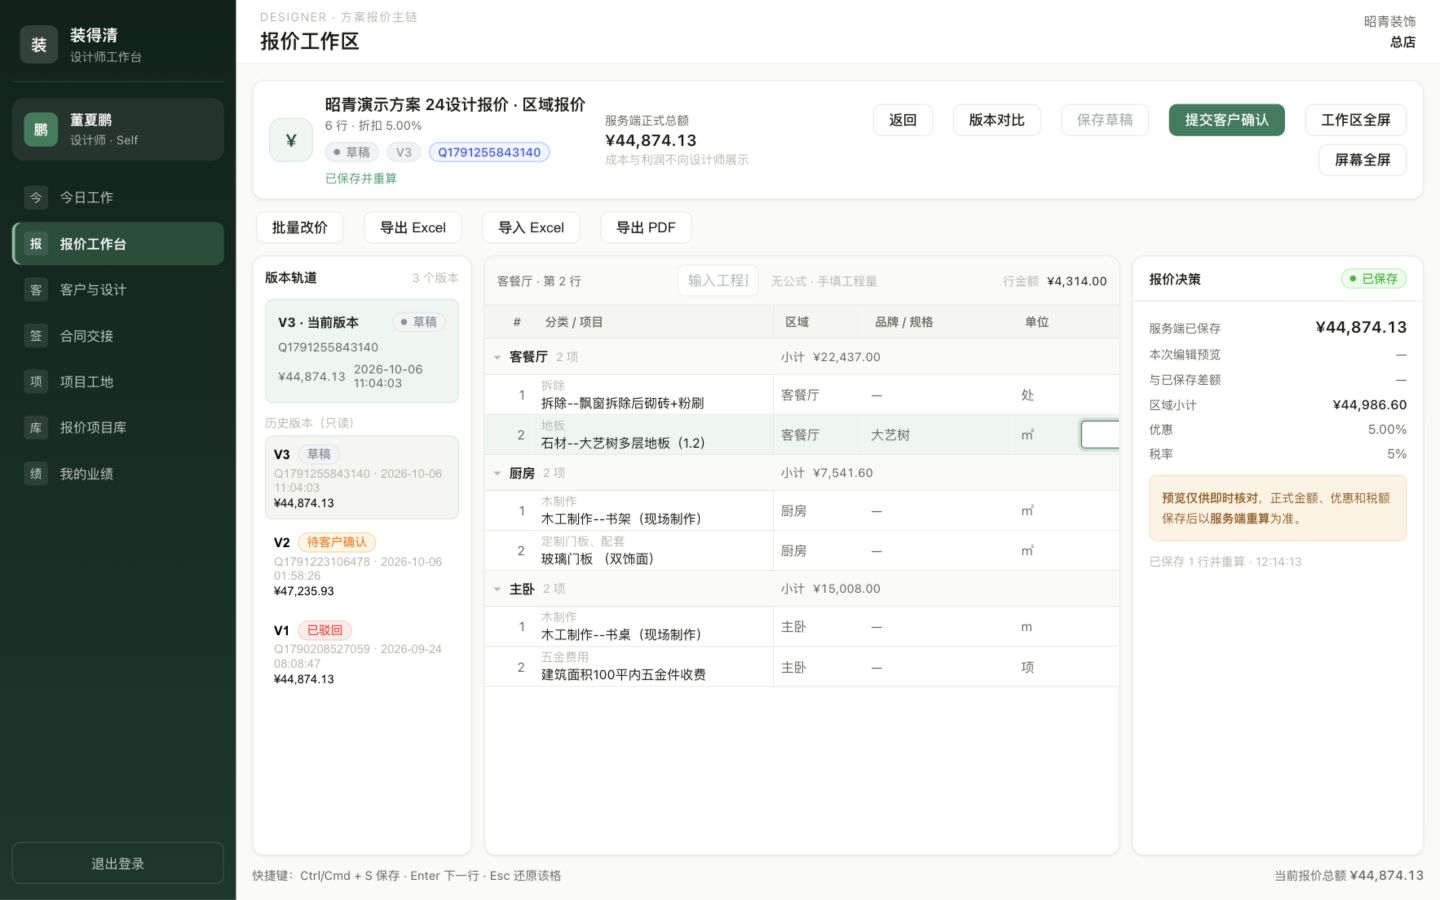 装
装得清
设计师工作台
鹏
董夏鹏
设计师 · Self
今 今日工作
报 报价工作台
客 客户与设计
签 合同交接
项 项目工地
库 报价项目库
绩 我的业绩
退出登录
DESIGNER · 方案报价主链
报价工作区
昭青装饰
总店
¥
昭青演示方案 24设计报价 · 区域报价
6 行 · 折扣 5.00%
草稿 V3 Q1791255843140
已保存并重算
服务端正式总额
¥44,874.13
成本与利润不向设计师展示
返回 版本对比 保存草稿 提交客户确认 工作区全屏
屏幕全屏
批量改价 导出 Excel 导入 Excel 导出 PDF
版本轨道 3 个版本
V3 · 当前版本 草稿
Q1791255843140
¥44,874.13 2026-10-06
11:04:03
历史版本（只读）
V3 草稿
Q1791255843140 · 2026-10-06
11:04:03
¥44,874.13
V2 待客户确认
Q1791223106478 · 2026-10-06
01:58:26
¥47,235.93
V1 已驳回
Q1790208527059 · 2026-09-24
08:08:47
¥44,874.13
客餐厅 · 第 2 行 输入工程 无公式 · 手填工程量 行金额 ¥4,314.00
# 分类 / 项目 区域 品牌 / 规格 单位
客餐厅 2 项 小计 ¥22,437.00
拆除
1 拆除--飘窗拆除后砌砖+粉刷 客餐厅 — 处
地板
2 石材--大艺树多层地板（1.2） 客餐厅 大艺树 ㎡
厨房 2 项 小计 ¥7,541.60
木制作
1 木工制作--书架（现场制作） 厨房 — ㎡
定制门板、配套
2 玻璃门板 （双饰面） 厨房 — ㎡
主卧 2 项 小计 ¥15,008.00
木制作
1 木工制作--书桌（现场制作） 主卧 — m
五金费用
2 建筑面积100平内五金件收费 主卧 — 项
报价决策 已保存
服务端已保存 ¥44,874.13
本次编辑预览 —
与已保存差额 —
区域小计 ¥44,986.60
优惠 5.00%
税率 5%
预览仅供即时核对，正式金额、优惠和税额
保存后以服务端重算为准。
已保存 1 行并重算 · 12:14:13
快捷键： Ctrl/Cmd + S 保存 · Enter 下一行 · Esc 还原该格
当前报价总额 ¥44,874.13